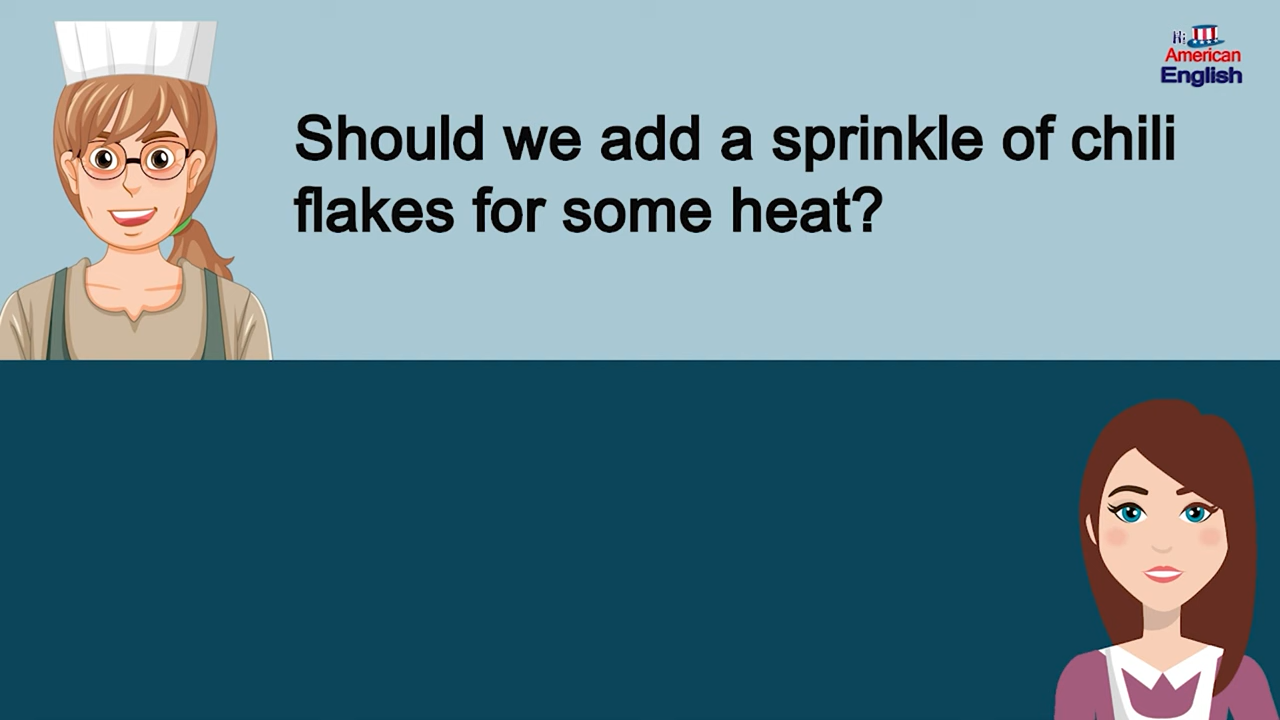 Hi
American
English
Should we add a sprinkle of chili
flakes for some heat?